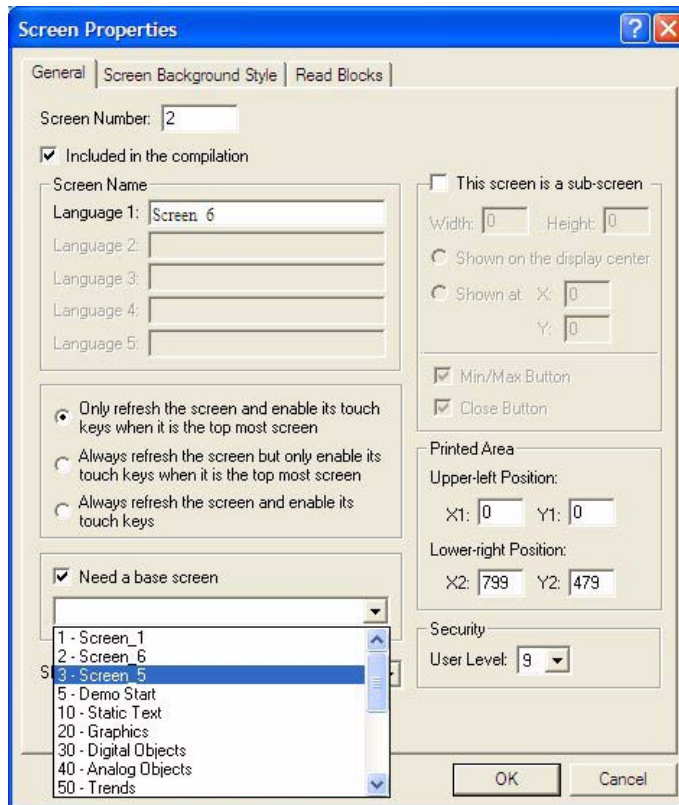 Screen Properties
General
Screen Background Style
Read Blocks
Screen Number: 2
Included in the compilation
Screen Name
Language 1: Screen 6
Language 2:
Language 3:
Language 4:
Language 5:
Only refresh the screen and enable its touch
keys when it is the top most screen
Always refresh the screen but only enable its
touch keys when it is the top most screen
Always refresh the screen and enable its
touch keys
Need a base screen
1 - Screen_1
2 - Screen_6
3 - Screen_5
5 - Demo Start
10 - Static Text
20 - Graphics
30 - Digital Objects
40 - Analog Objects
50 - Trends
This screen is a sub-screen
Width: 0 Height: 0
Shown on the display center
Shown at X: 0
Y: 0
Min/Max Button
Close Button
Printed Area
Upper-left Position:
X1: 0 Y1: 0
Lower-right Position:
X2: 799 Y2: 479
Security
User Level: 9
OK
Cancel